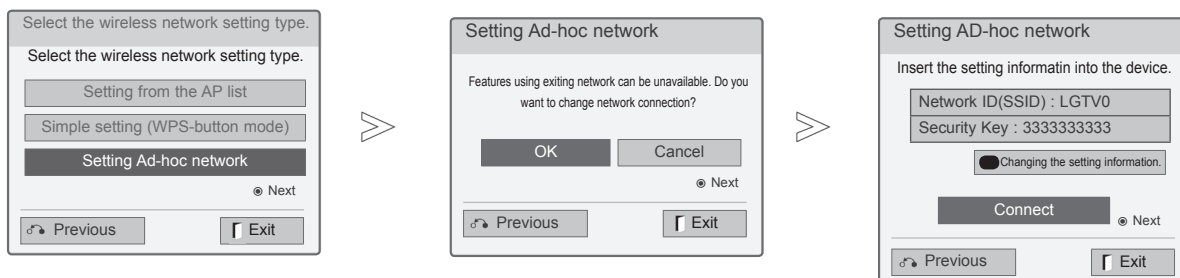 Select the wireless network setting type.
Select the wireless network setting type.
Setting from the AP list
Simple setting (WPS-button mode)
Setting Ad-hoc network
Next
Previous
Exit
Setting Ad-hoc network
Features using exiting network can be unavailable. Do you
want to change network connection?
OK
Cancel
Next
Previous
Exit
Setting AD-hoc network
Insert the setting informatin into the device.
Network ID(SSID) : LGTV0
Security Key : 3333333333
Changing the setting information.
Connect
Next
Previous
Exit